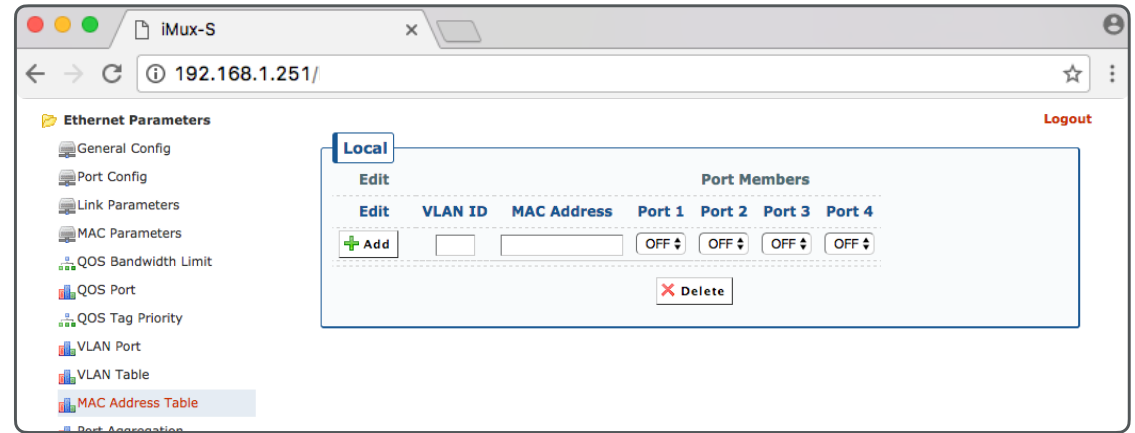 iMux-S
192.168.1.251/
Ethernet Parameters
Logout
General Config
Port Config
Link Parameters
MAC Parameters
QOS Bandwidth Limit
QOS Port
QOS Tag Priority
VLAN Port
VLAN Table
MAC Address Table
Port Aggregation
Local
Edit Port Members
Edit VLAN ID MAC Address Port 1 Port 2 Port 3 Port 4
Add OFF OFF OFF OFF
Delete